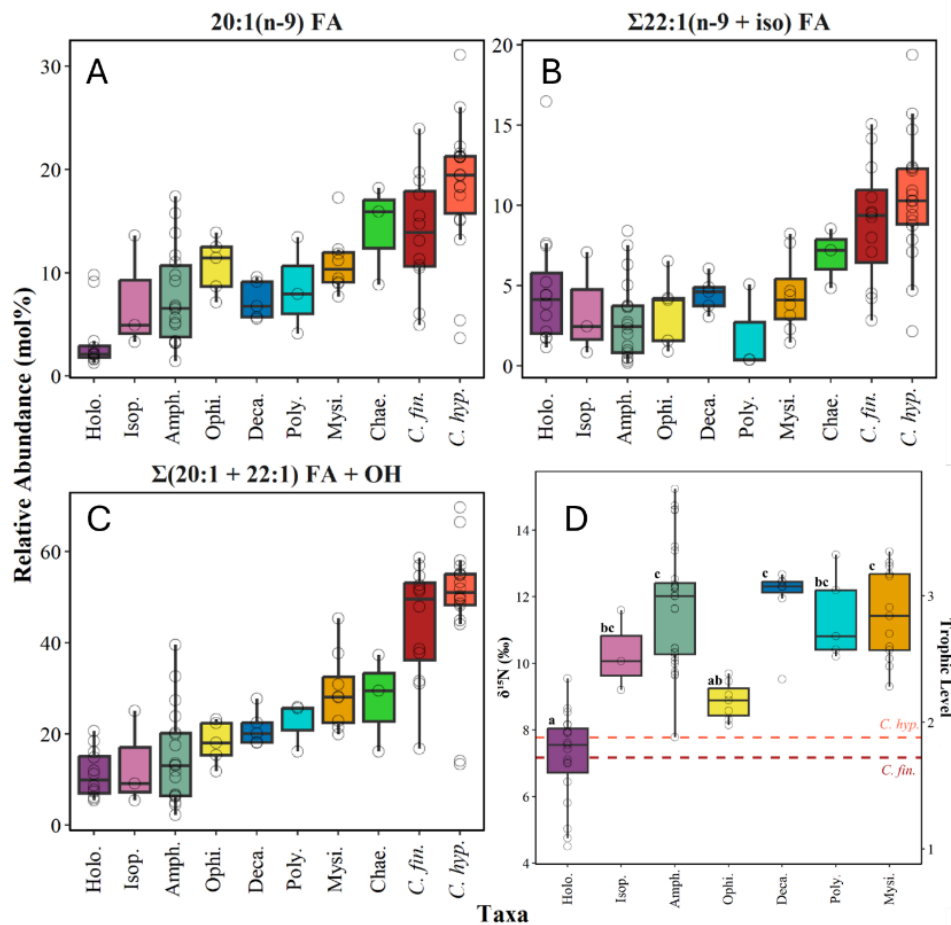 20:1(n-9) FA
Σ22:1(n-9 + iso) FA
A
B
30
20
10
0
20
15
10
5
0
Holo.
Isop.
Amph.
Ophi.
Deca.
Poly.
Mysi.
Chae.
C. fin.
C. hyp.
Holo.
Isop.
Amph.
Ophi.
Deca.
Poly.
Mysi.
Chae.
C. fin.
C. hyp.
Relative Abundance (mol%)
Σ(20:1 + 22:1) FA + OH
C
D
60
40
20
0
Holo.
Isop.
Amph.
Ophi.
Deca.
Poly.
Mysi.
Chae.
C. fin.
C. hyp.
δ¹⁵N (‰)
14
12
10
8
6
4
a
bc
c
ab
c
bc
c
C. hyp.
C. fin.
3
2
1
Trophic Level
Holo.
Isop.
Amph.
Ophi.
Deca.
Poly.
Mysi.
Taxa